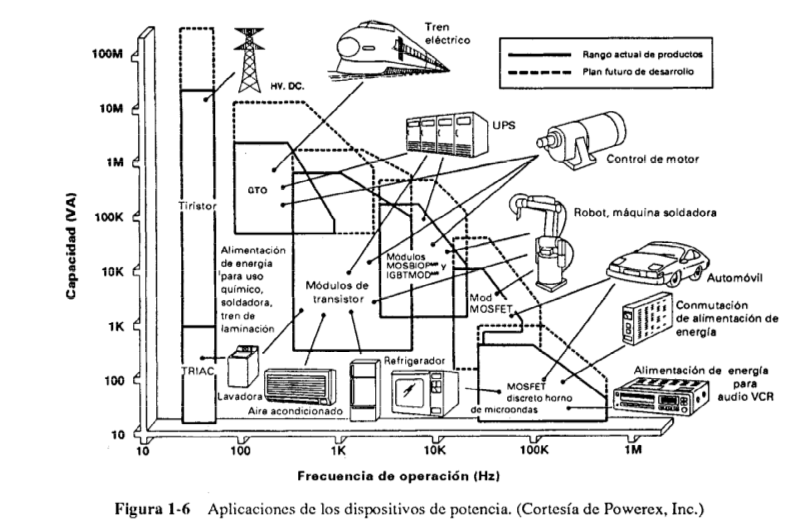 Tren
eléctrico
Rango actual de productos
Plan futuro de desarrollo
HV. DC.
UPS
Control de motor
Robot, máquina soldadora
Automóvil
Conmutación
de alimentación de
energía
Alimentación de energía
para
audio VCR
Capacidad (VA)
100M
10M
1M
100K
10K
1K
100
10
Tiristor
TRIAC
GTO
Alimentación
de energía
para uso
químico,
soldadora,
tren de
laminación
Módulos de
transistor
Módulos
MOSBIPOMR y
IGBTMODMR
Mod
MOSFET
MOSFET
discreto horno
de microondas
Lavadora
Aire acondicionado
Refrigerador
10
100
1K
10K
100K
1M
Frecuencia de operación (Hz)
Figura 1-6 Aplicaciones de los dispositivos de potencia. (Cortesía de Powerex, Inc.)